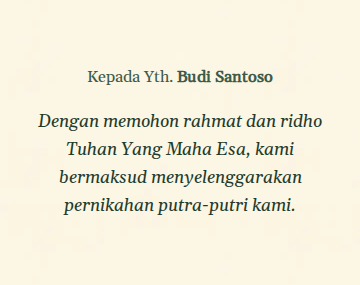 Kepada Yth. Budi Santoso
Dengan memohon rahmat dan ridho
Tuhan Yang Maha Esa, kami
bermaksud menyelenggarakan
pernikahan putra-putri kami.